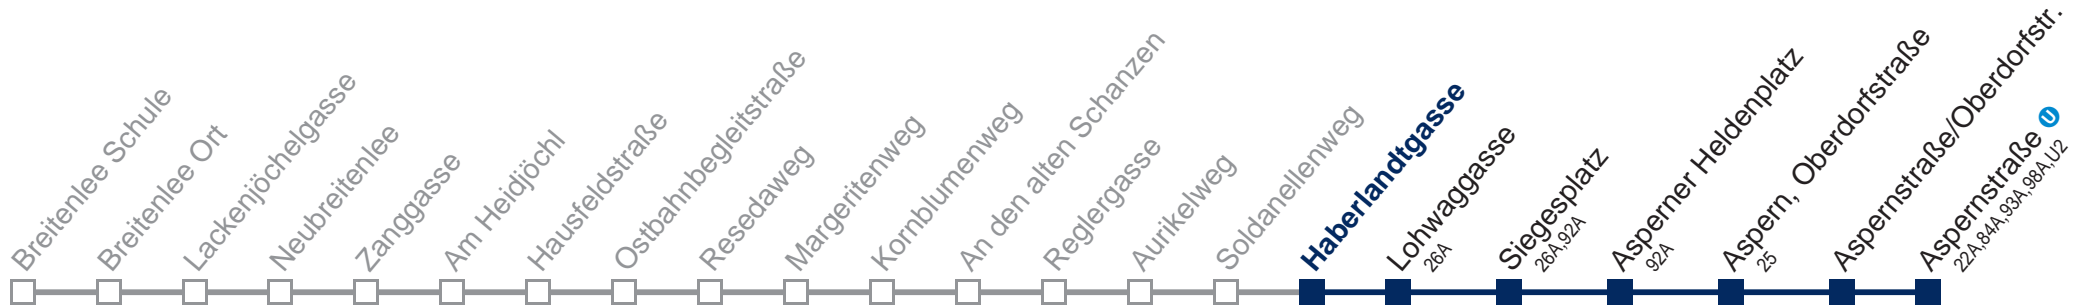 Breitenlee Schule
Breitenlee Ort
Lackenjöchelgasse
Neubreitenlee
Zanggasse
Am Heidjöchl
Hausfeldstraße
Ostbahnbegleitstraße
Resedaweg
Margeritenweg
Kornblumenweg
An den alten Schanzen
Reglergasse
Aurikelweg
Soldanellenweg
Haberlandtgasse
Lohwaggasse
26A
Siegesplatz
26A,92A
Asperner Heldenplatz
92A
Aspern, Oberdorfstraße
25
Aspernstraße/Oberdorfstr.
Aspernstraße U
22A,84A,93A,98A,U2